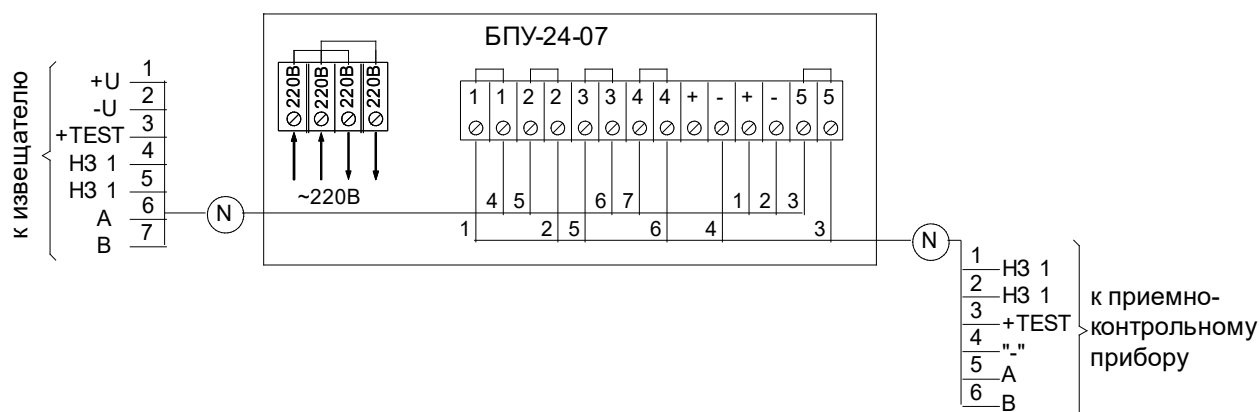 БПУ-24-07
220В 220В 220В 220В
~220В
1 1 2 2 3 3 4 4 + - + - 5 5
4 5 6 7 1 2 3
1 2 5 6 4 3
к извещателю
+U 1
-U 2
+TEST 3
НЗ 1 4
НЗ 1 5
A 6
B 7
N
N
1 НЗ 1
2 НЗ 1
3 +TEST
4 "-"
5 A
6 B
к приемно-
контрольному
прибору